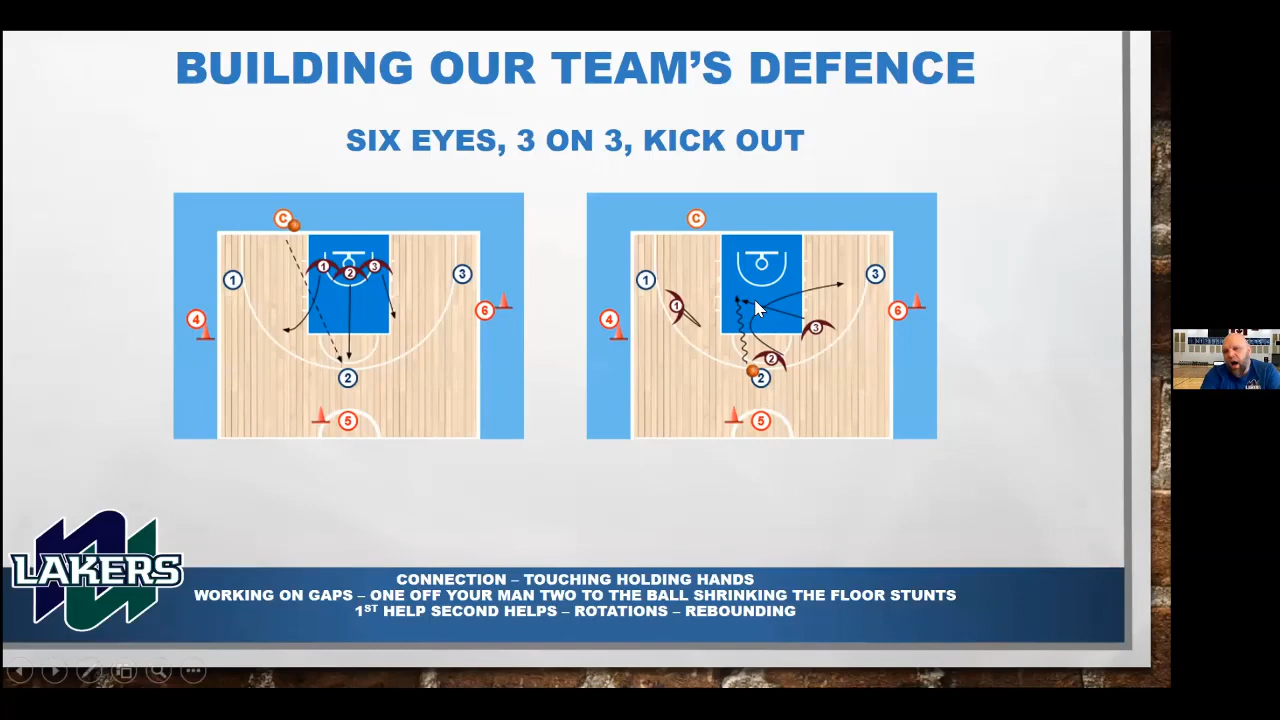 BUILDING OUR TEAM'S DEFENCE
SIX EYES, 3 ON 3, KICK OUT
C
1
2
3
1
3
4
6
2
5
C
1
3
1
4
6
3
2
2
5
LAKERS
CONNECTION – TOUCHING HOLDING HANDS
WORKING ON GAPS – ONE OFF YOUR MAN TWO TO THE BALL SHRINKING THE FLOOR STUNTS
1ST HELP SECOND HELPS – ROTATIONS – REBOUNDING